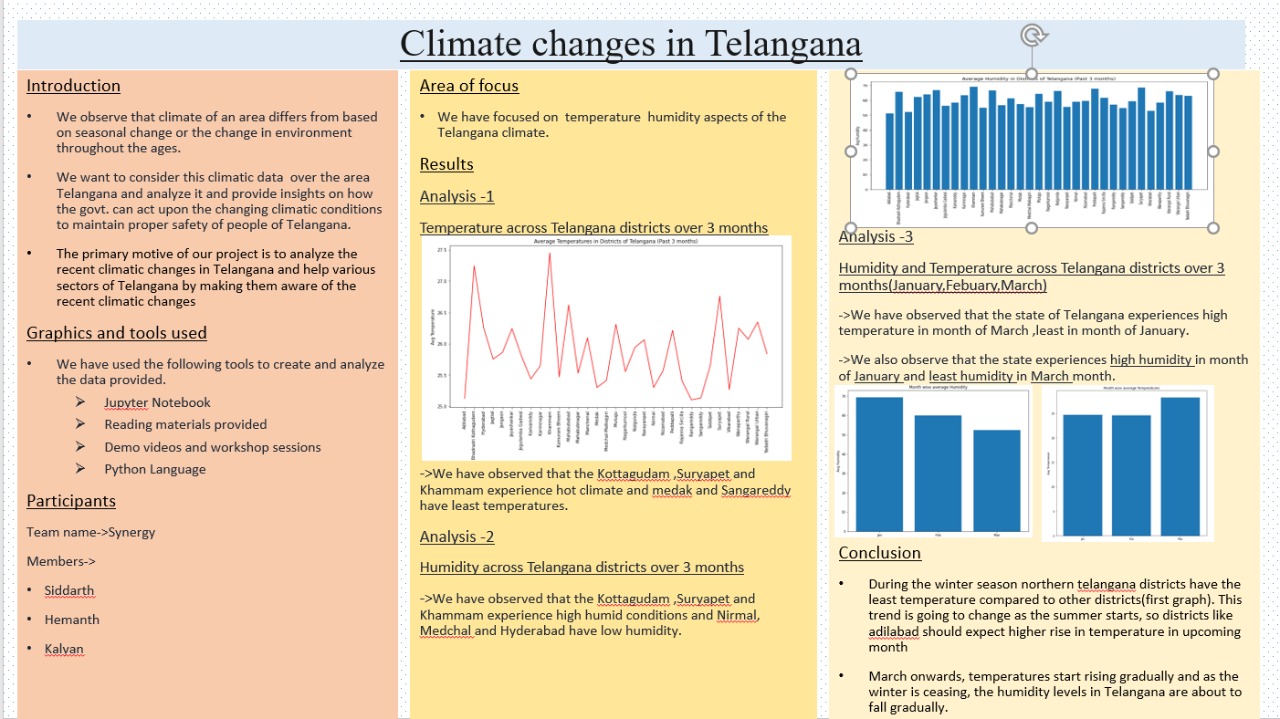 Climate changes in Telangana
Introduction
• We observe that climate of an area differs from based
on seasonal change or the change in environment
throughout the ages.
• We want to consider this climatic data over the area
Telangana and analyze it and provide insights on how
the govt. can act upon the changing climatic conditions
to maintain proper safety of people of Telangana.
• The primary motive of our project is to analyze the
recent climatic changes in Telangana and help various
sectors of Telangana by making them aware of the
recent climatic changes
Graphics and tools used
• We have used the following tools to create and analyze
the data provided.
➢ Jupyter Notebook
➢ Reading materials provided
➢ Demo videos and workshop sessions
➢ Python Language
Participants
Team name->Synergy
Members->
• Siddarth
• Hemanth
• Kalyan
Area of focus
• We have focused on temperature humidity aspects of the
Telangana climate.
Results
Analysis -1
Temperature across Telangana districts over 3 months
Average Temperatures in Districts of Telangana (Past 3 months)
27.5
27.0
26.5
26.0
25.5
25.0
Avg Temperature
->We have observed that the Kottagudam ,Suryapet and
Khammam experience hot climate and medak and Sangareddy
have least temperatures.
Analysis -2
Humidity across Telangana districts over 3 months
->We have observed that the Kottagudam ,Suryapet and
Khammam experience high humid conditions and Nirmal,
Medchal and Hyderabad have low humidity.
Average Humidity in Districts of Telangana (Past 3 months)
Analysis -3
Humidity and Temperature across Telangana districts over 3
months(January,Febuary,March)
->We have observed that the state of Telangana experiences high
temperature in month of March ,least in month of January.
->We also observe that the state experiences high humidity in month
of January and least humidity in March month.
Month wise average Humidity
Month wise average Temperatures
Conclusion
• During the winter season northern telangana districts have the
least temperature compared to other districts(first graph). This
trend is going to change as the summer starts, so districts like
adilabad should expect higher rise in temperature in upcoming
month
• March onwards, temperatures start rising gradually and as the
winter is ceasing, the humidity levels in Telangana are about to
fall gradually.